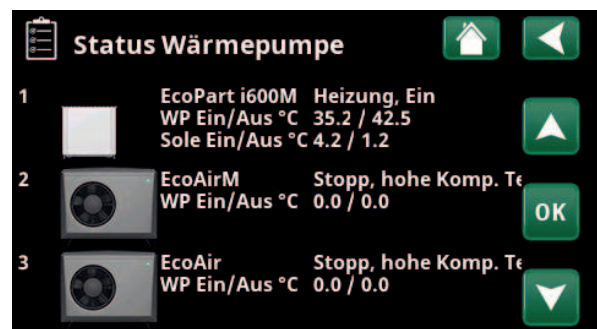 Status Wärmepumpe
1 EcoPart i600M Heizung, Ein
WP Ein/Aus °C 35.2 / 42.5
Sole Ein/Aus °C 4.2 / 1.2
2 EcoAirM Stopp, hohe Komp. Te
WP Ein/Aus °C 0.0 / 0.0
OK
3 EcoAir Stopp, hohe Komp. Te
WP Ein/Aus °C 0.0 / 0.0